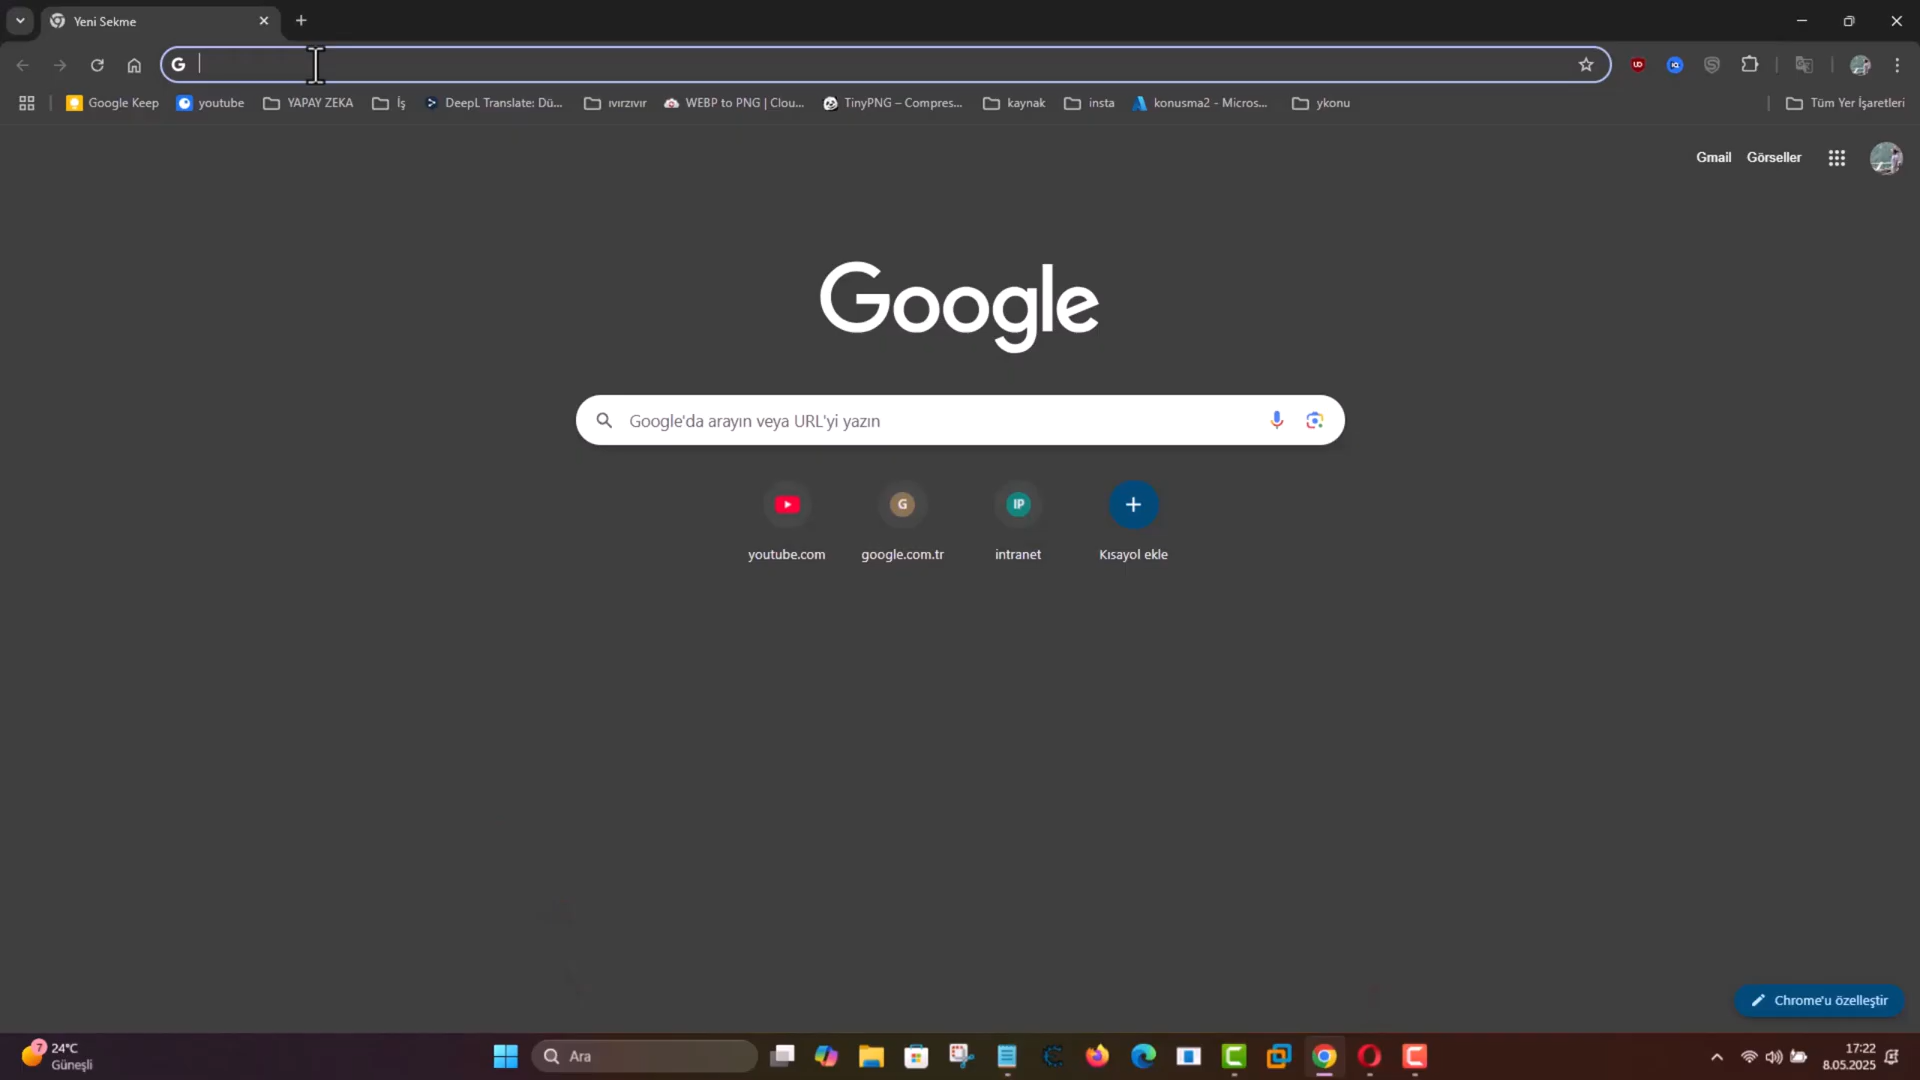 Yeni Sekme
Google Keep
youtube
YAPAY ZEKA
İş
DeepL Translate: Dü...
ıvırzıvır
WEBP to PNG | Clou...
TinyPNG – Compres...
kaynak
insta
konusma2 - Micros...
ykonu
Tüm Yer İşaretleri
Gmail
Görseller
Google
Google'da arayın veya URL'yi yazın
G
IP
youtube.com
google.com.tr
intranet
Kısayol ekle
Chrome'u özelleştir
7
24°C
Güneşli
Ara
17:22
8.05.2025